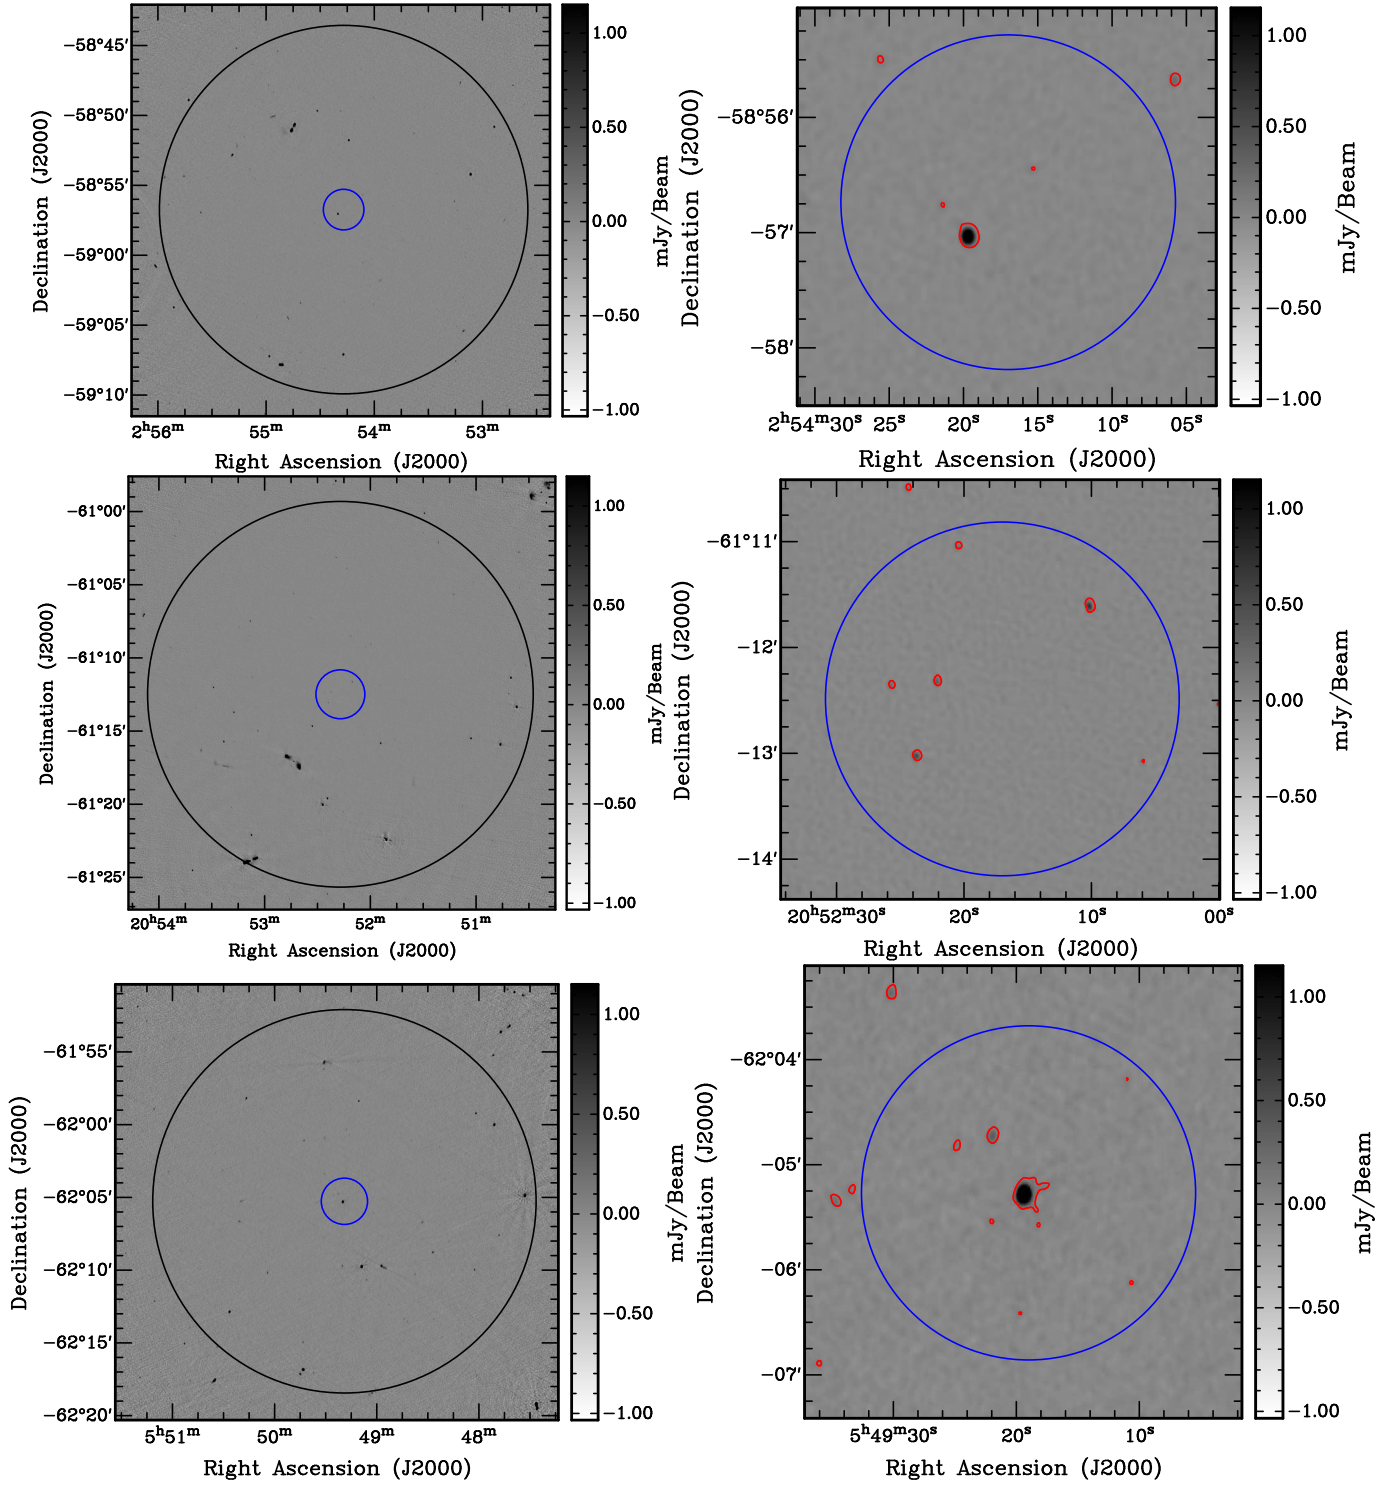 −58°45′
−58°50′
−58°55′
−59°00′
−59°05′
−59°10′
Declination (J2000)
2ʰ56ᵐ 55ᵐ 54ᵐ 53ᵐ
Right Ascension (J2000)
1.00
0.50
0.00
−0.50
−1.00
mJy/Beam
−58°56′
−57′
−58′
Declination (J2000)
2ʰ54ᵐ30ˢ 25ˢ 20ˢ 15ˢ 10ˢ 05ˢ
Right Ascension (J2000)
1.00
0.50
0.00
−0.50
−1.00
mJy/Beam
−61°00′
−61°05′
−61°10′
−61°15′
−61°20′
−61°25′
Declination (J2000)
20ʰ54ᵐ 53ᵐ 52ᵐ 51ᵐ
Right Ascension (J2000)
1.00
0.50
0.00
−0.50
−1.00
mJy/Beam
−61°11′
−12′
−13′
−14′
Declination (J2000)
20ʰ52ᵐ30ˢ 20ˢ 10ˢ 00ˢ
Right Ascension (J2000)
1.00
0.50
0.00
−0.50
−1.00
mJy/Beam
−61°55′
−62°00′
−62°05′
−62°10′
−62°15′
−62°20′
Declination (J2000)
5ʰ51ᵐ 50ᵐ 49ᵐ 48ᵐ
Right Ascension (J2000)
1.00
0.50
0.00
−0.50
−1.00
mJy/Beam
−62°04′
−05′
−06′
−07′
Declination (J2000)
5ʰ49ᵐ30ˢ 20ˢ 10ˢ
Right Ascension (J2000)
1.00
0.50
0.00
−0.50
−1.00
mJy/Beam